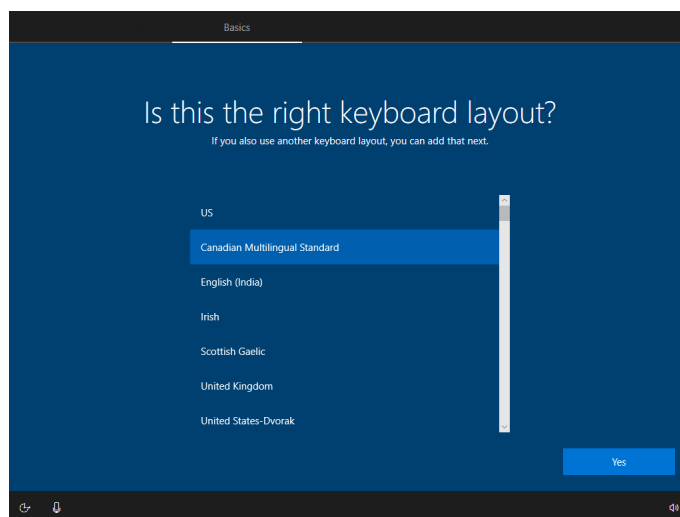 Basics
Is this the right keyboard layout?
If you also use another keyboard layout, you can add that next.
US
Canadian Multilingual Standard
English (India)
Irish
Scottish Gaelic
United Kingdom
United States-Dvorak
Yes